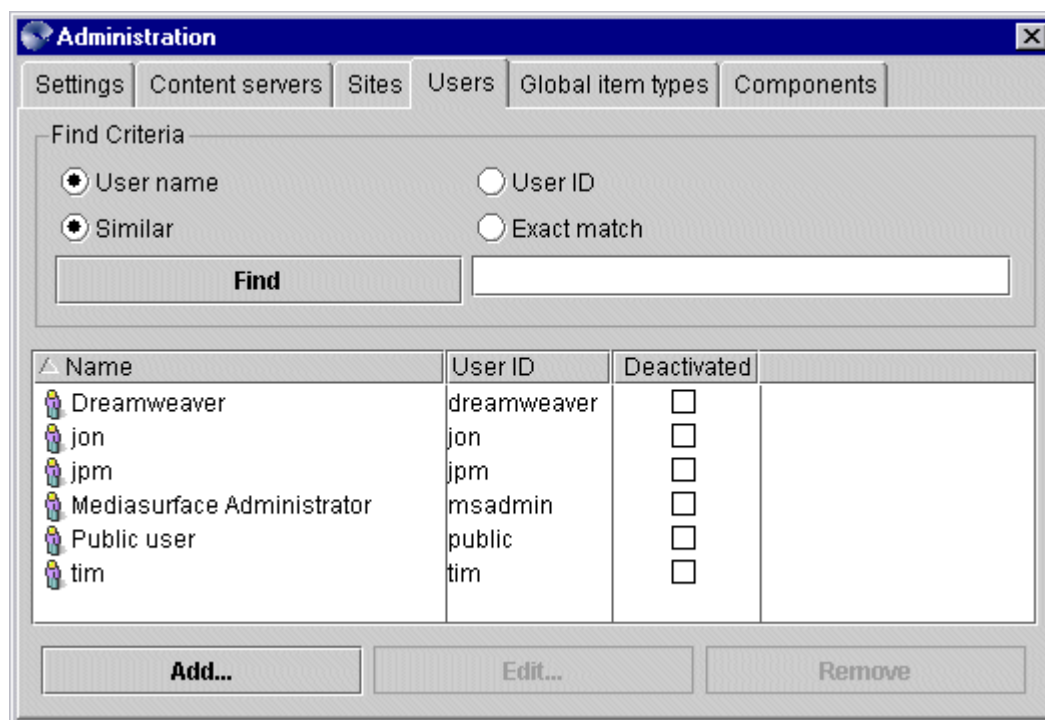 Administration
Settings Content servers Sites Users Global item types Components
Find Criteria
User name User ID
Similar Exact match
Find
Name User ID Deactivated
Dreamweaver dreamweaver
jon jon
jpm jpm
Mediasurface Administrator msadmin
Public user public
tim tim
Add... Edit... Remove